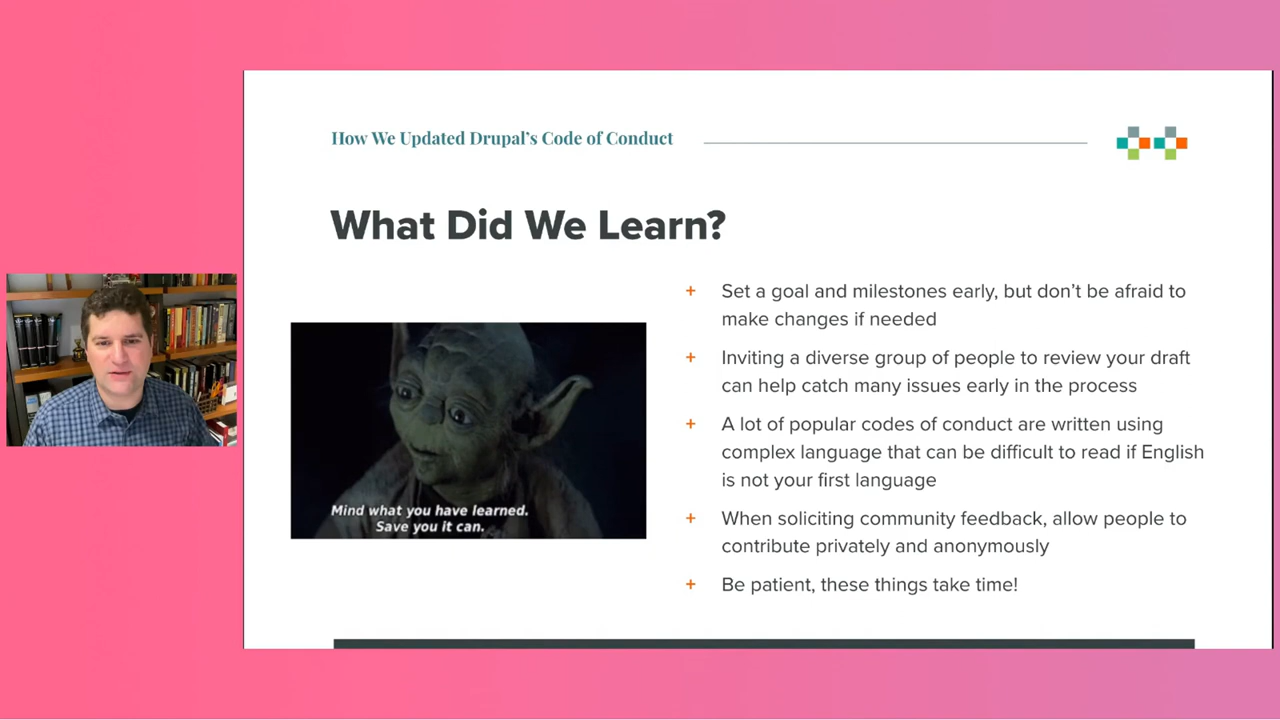 How We Updated Drupal's Code of Conduct
What Did We Learn?
Mind what you have learned.
Save you it can.
+ Set a goal and milestones early, but don't be afraid to
make changes if needed
+ Inviting a diverse group of people to review your draft
can help catch many issues early in the process
+ A lot of popular codes of conduct are written using
complex language that can be difficult to read if English
is not your first language
+ When soliciting community feedback, allow people to
contribute privately and anonymously
+ Be patient, these things take time!